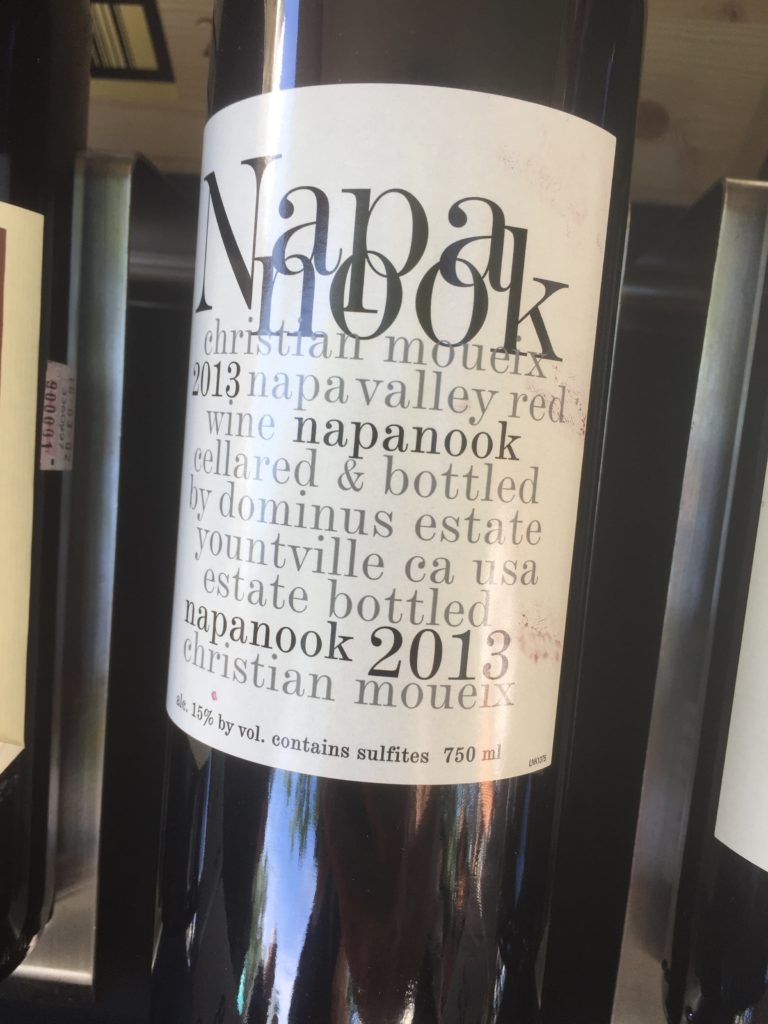 Napa
nook
christian moueix
2013 napa valley red
wine napanook
cellared & bottled
by dominus estate
yountville ca usa
estate bottled
napanook 2013
christian moueix
alc. 15% by vol. contains sulfites 750 ml